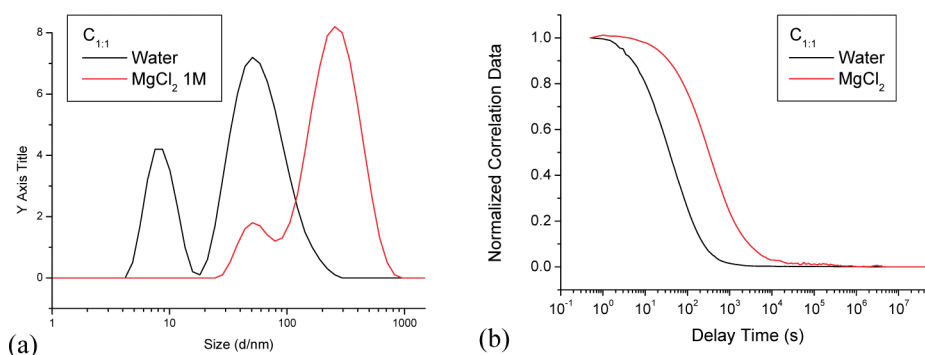 C₁:₁
Water
MgCl₂ 1M
8
6
4
2
0
Y Axis Title
1
10
100
1000
Size (d/nm)
(a)
C₁:₁
Water
MgCl₂
1.0
0.8
0.6
0.4
0.2
0.0
Normalized Correlation Data
10⁻¹
10⁰
10¹
10²
10³
10⁴
10⁵
10⁶
10⁷
Delay Time (s)
(b)